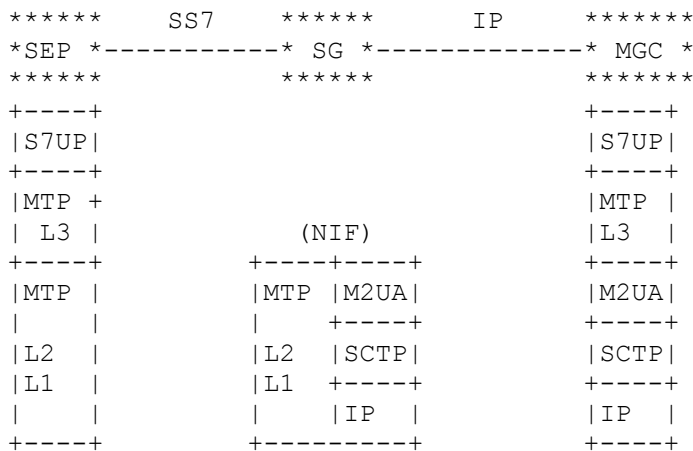 ******     SS7     ******        IP       *******
*SEP *-----------* SG *-------------* MGC *
******             ******                *******
+----+                                   +----+
|S7UP|                                   |S7UP|
+----+                                   +----+
|MTP +                                   |MTP |
| L3 |              (NIF)                |L3  |
+----+          +----+----+              +----+
|MTP |          |MTP |M2UA|              |M2UA|
|    |          |    +----+              +----+
|L2  |          |L2  |SCTP|              |SCTP|
|L1  |          |L1  +----+              +----+
|    |          |    |IP  |              |IP  |
+----+          +---------+              +----+